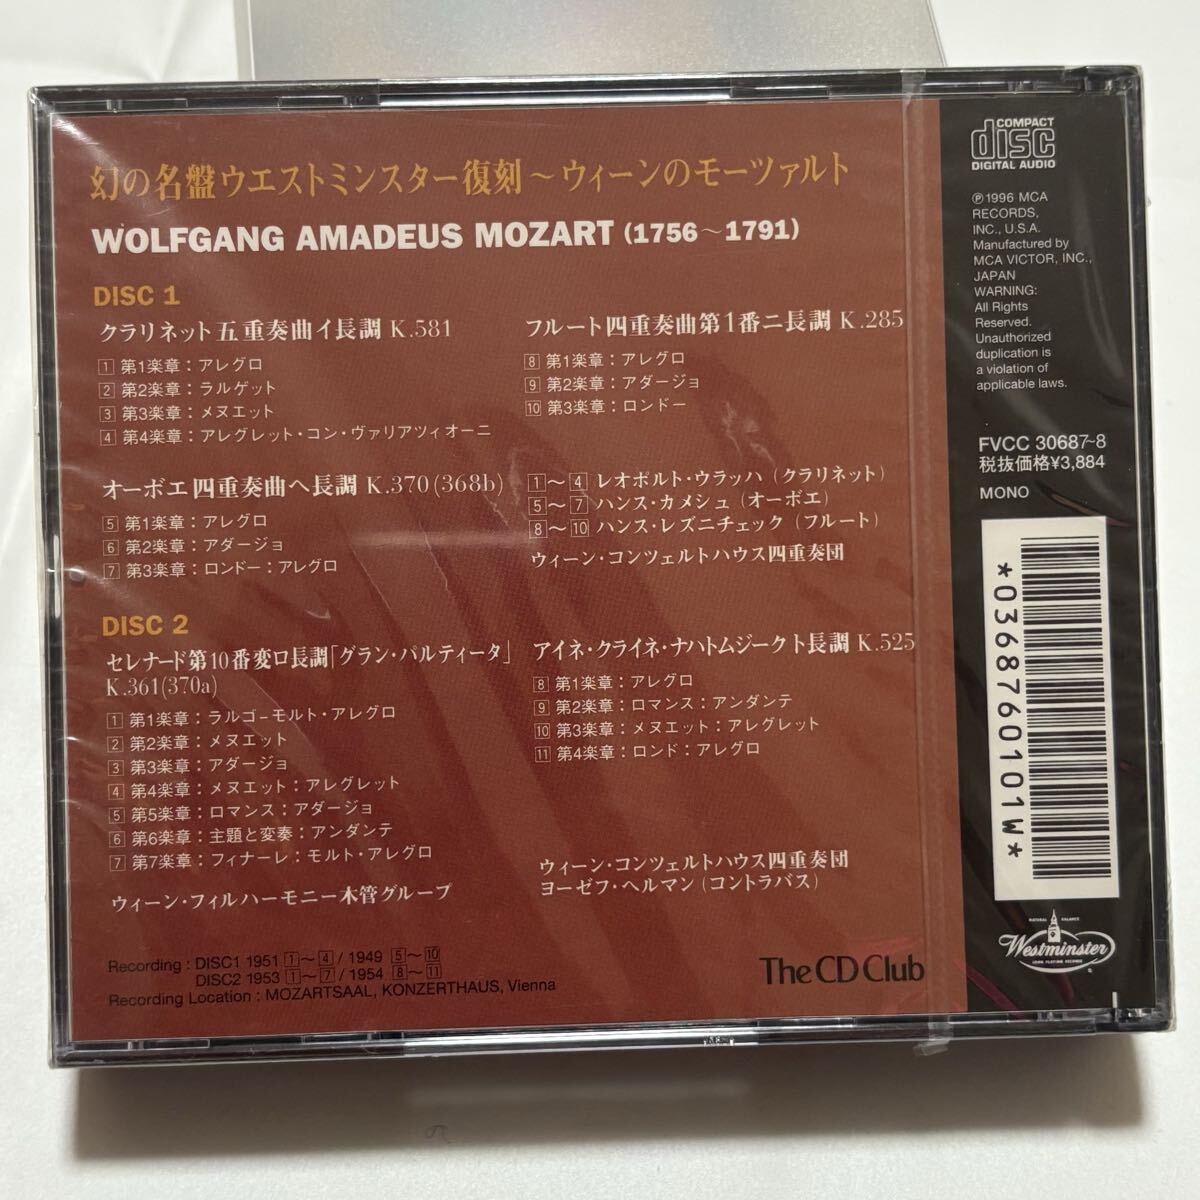 幻の名盤ウエストミンスター復刻～ウィーンのモーツァルト
WOLFGANG AMADEUS MOZART (1756～1791)
DISC 1
クラリネット五重奏曲イ長調 K.581
1 第1楽章：アレグロ
2 第2楽章：ラルゲット
3 第3楽章：メヌエット
4 第4楽章：アレグレット・コン・ヴァリアツィオーニ
オーボエ四重奏曲ヘ長調 K.370(368b)
5 第1楽章：アレグロ
6 第2楽章：アダージョ
7 第3楽章：ロンドー：アレグロ
フルート四重奏曲第1番ニ長調 K.285
8 第1楽章：アレグロ
9 第2楽章：アダージョ
10 第3楽章：ロンドー
1～4 レオポルト・ウラッハ（クラリネット）
5～7 ハンス・カメシュ（オーボエ）
8～10 ハンス・レズニチェック（フルート）
ウィーン・コンツェルトハウス四重奏団
DISC 2
セレナード第10番変ロ長調「グラン・パルティータ」
K.361(370a)
1 第1楽章：ラルゴ−モルト・アレグロ
2 第2楽章：メヌエット
3 第3楽章：アダージョ
4 第4楽章：メヌエット：アレグレット
5 第5楽章：ロマンス：アダージョ
6 第6楽章：主題と変奏：アンダンテ
7 第7楽章：フィナーレ：モルト・アレグロ
ウィーン・フィルハーモニー木管グループ
アイネ・クライネ・ナハトムジークト長調 K.525
8 第1楽章：アレグロ
9 第2楽章：ロマンス：アンダンテ
10 第3楽章：メヌエット：アレグレット
11 第4楽章：ロンド：アレグロ
ウィーン・コンツェルトハウス四重奏団
ヨーゼフ・ヘルマン（コントラバス）
Recording : DISC1 1951 1～4 / 1949 5～10
DISC2 1953 1～7 / 1954 8～11
Recording Location : MOZARTSAAL, KONZERTHAUS, Vienna
The CD Club
COMPACT
disc
DIGITAL AUDIO
Ⓟ1996 MCA
RECORDS,
INC., U.S.A.
Manufactured by
MCA VICTOR, INC.,
JAPAN
WARNING:
All Rights
Reserved.
Unauthorized
duplication is
a violation of
applicable laws.
FVCC 30687~8
税抜価格¥3,884
MONO
*0368760101W*
NATURAL BALANCE
Westminster
LONG PLAYING RECORDS